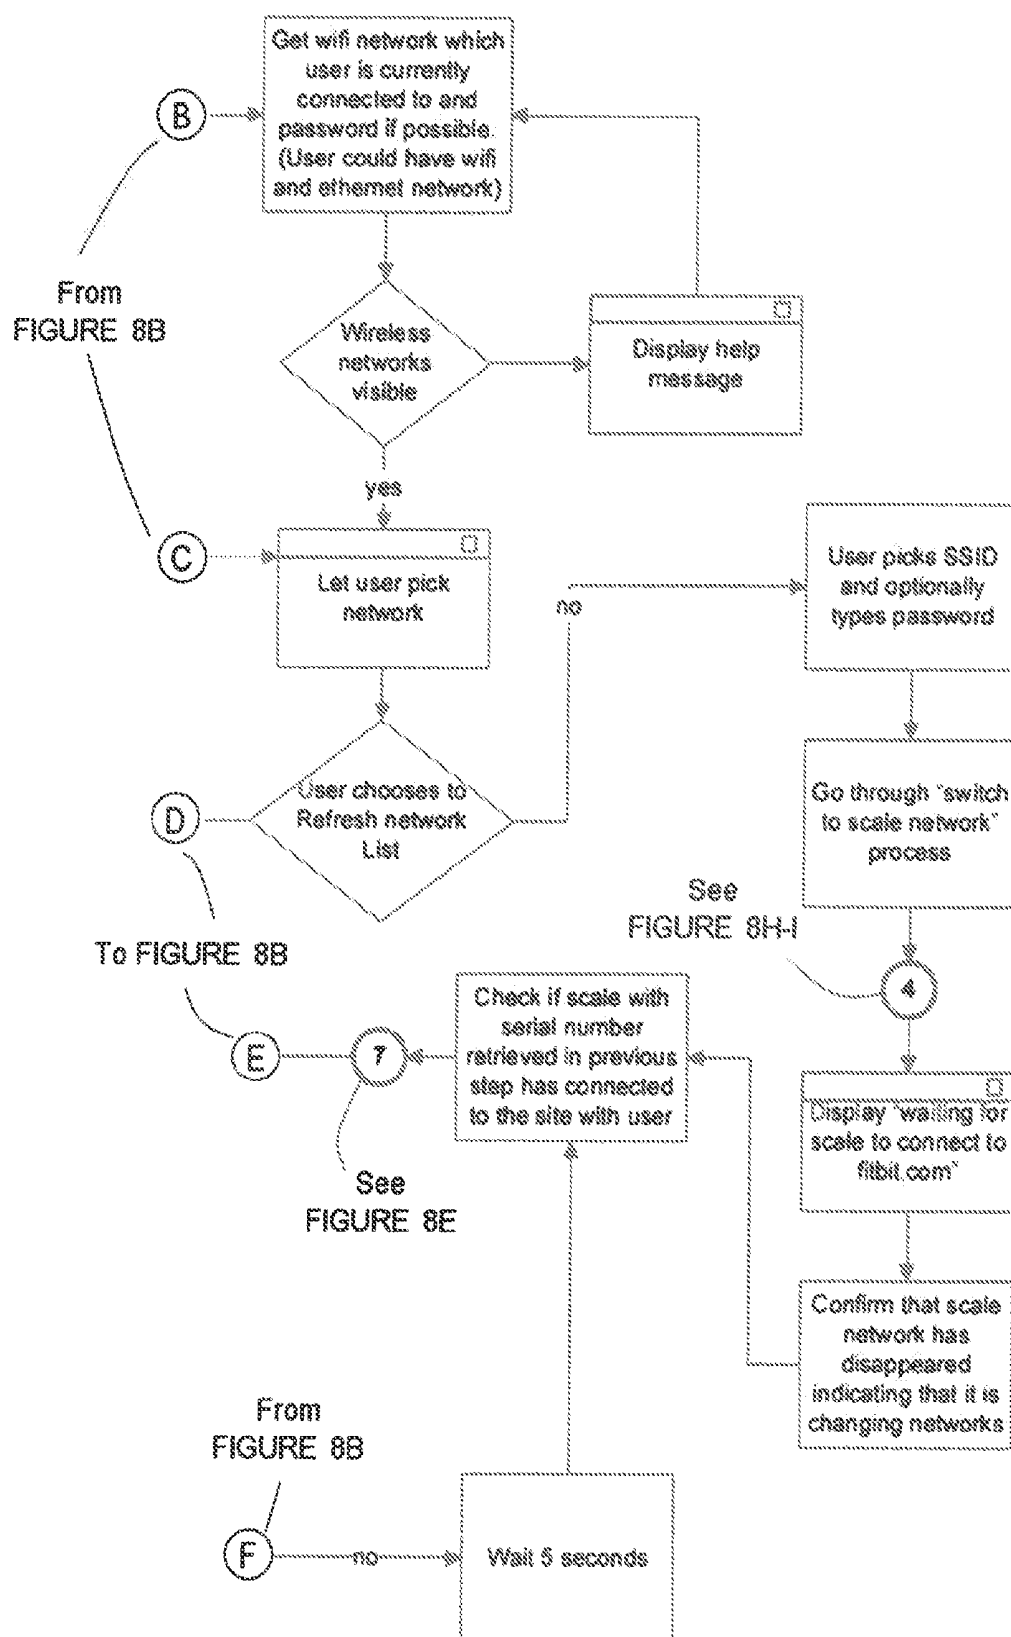 Get wifi network which
user is currently
connected to and
password if possible.
(User could have wifi
and ethernet network)
B
From
FIGURE 8B
Wireless
networks
visible
Display help
message
yes
C
Let user pick
network
no
User picks SSID
and optionally
types password
D
User chooses to
Refresh network
List
Go through "switch
to scale network"
process
See
FIGURE 8H-I
4
To FIGURE 8B
E
7
Check if scale with
serial number
retrieved in previous
step has connected
to the site with user
Display "waiting for
scale to connect to
fitbit.com"
See
FIGURE 8E
Confirm that scale
network has
disappeared
indicating that it is
changing networks
From
FIGURE 8B
F
no
Wait 5 seconds